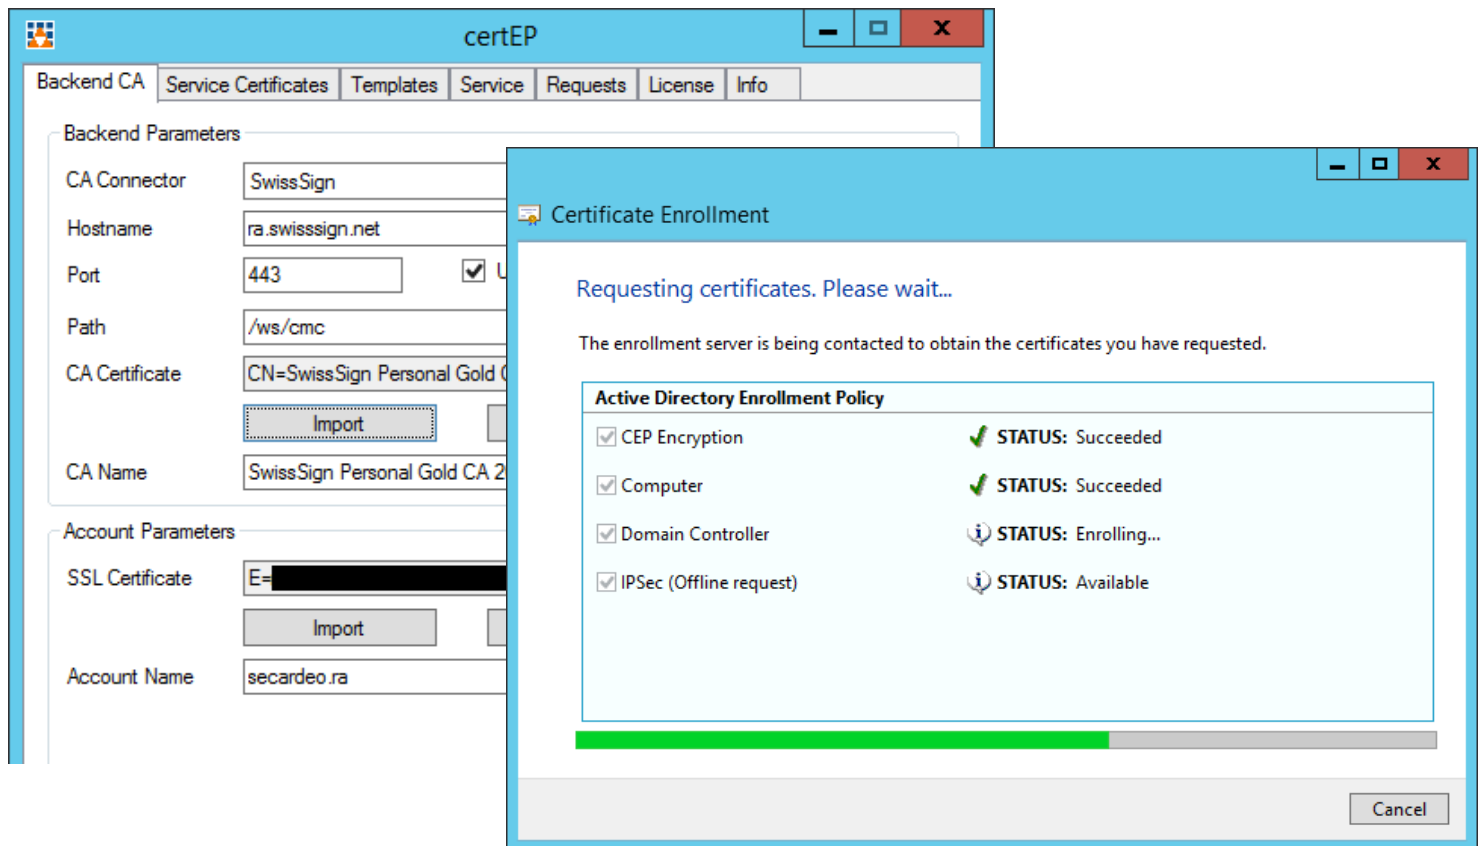 certEP
Backend CA Service Certificates Templates Service Requests License Info
Backend Parameters
CA Connector SwissSign
Hostname ra.swisssign.net
Port 443
Path /ws/cmc
CA Certificate CN=SwissSign Personal Gold
Import
CA Name SwissSign Personal Gold CA 2
Account Parameters
SSL Certificate E=
Import
Account Name secardeo.ra
Certificate Enrollment
Requesting certificates. Please wait...
The enrollment server is being contacted to obtain the certificates you have requested.
Active Directory Enrollment Policy
CEP Encryption STATUS: Succeeded
Computer STATUS: Succeeded
Domain Controller STATUS: Enrolling...
IPSec (Offline request) STATUS: Available
Cancel